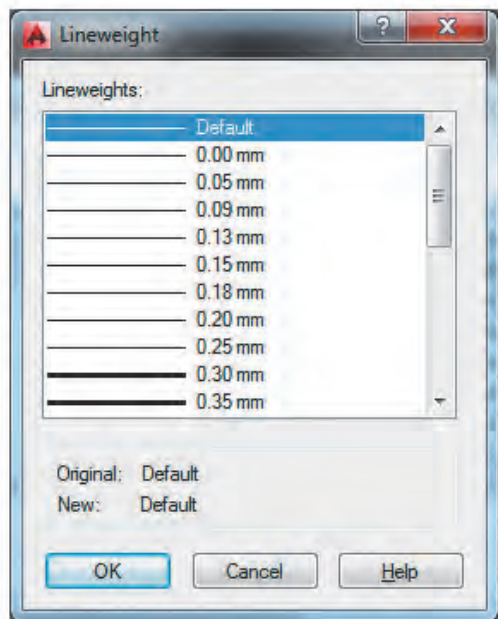 Lineweight
Lineweights:
Default
0.00 mm
0.05 mm
0.09 mm
0.13 mm
0.15 mm
0.18 mm
0.20 mm
0.25 mm
0.30 mm
0.35 mm
Original: Default
New: Default
OK Cancel Help